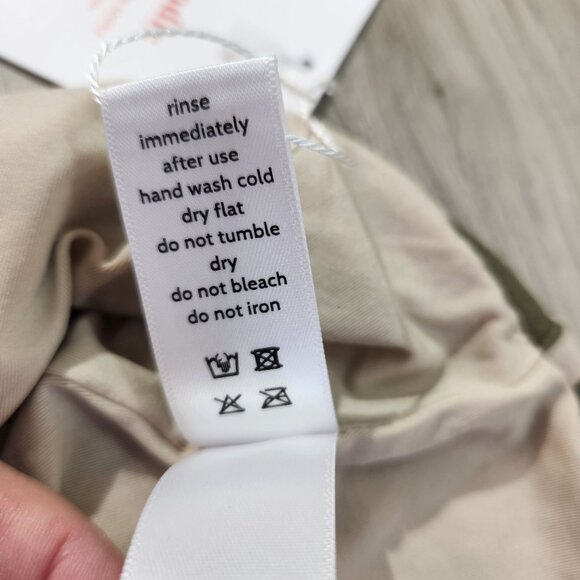 rinse
immediately
after use
hand wash cold
dry flat
do not tumble
dry
do not bleach
do not iron